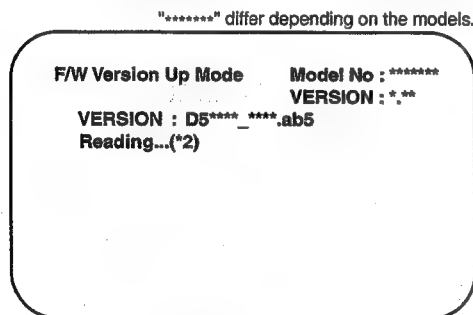 "*******" differ depending on the models.
F/W Version Up Mode Model No : *******
VERSION : *.**
VERSION : D5****_****.ab5
Reading...(*2)